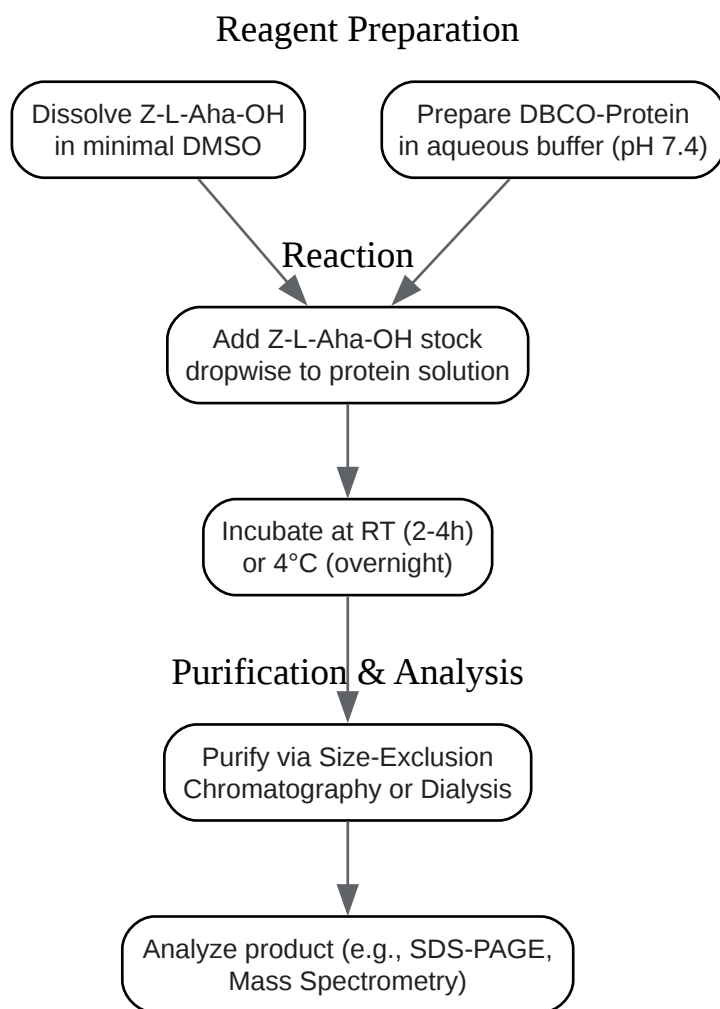 Reagent Preparation
Dissolve Z-L-Aha-OH
in minimal DMSO
Prepare DBCO-Protein
in aqueous buffer (pH 7.4)
Reaction
Add Z-L-Aha-OH stock
dropwise to protein solution
Incubate at RT (2-4h)
or 4°C (overnight)
Purification & Analysis
Purify via Size-Exclusion
Chromatography or Dialysis
Analyze product (e.g., SDS-PAGE,
Mass Spectrometry)